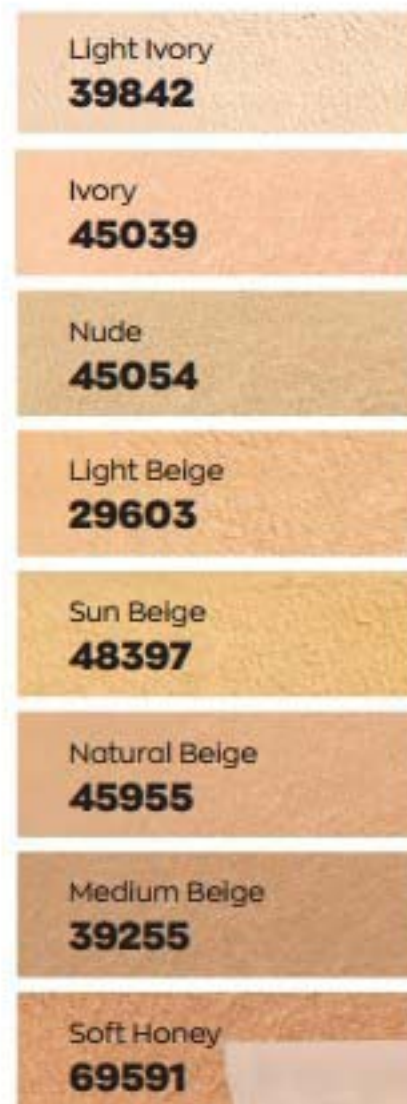 Light Ivory
39842
Ivory
45039
Nude
45054
Light Beige
29603
Sun Beige
48397
Natural Beige
45955
Medium Beige
39255
Soft Honey
69591